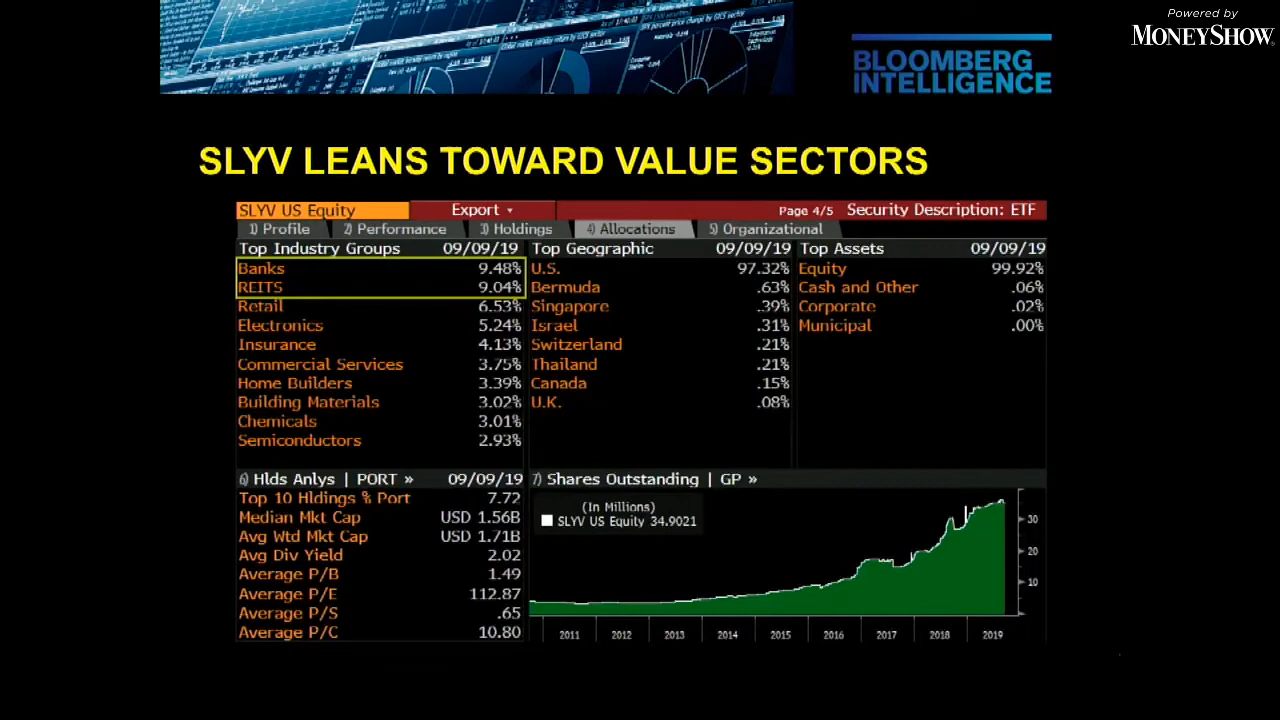 Powered by
MONEYSHOW
BLOOMBERG
INTELLIGENCE
SLYV LEANS TOWARD VALUE SECTORS
SLYV US Equity Export Page 4/5 Security Description: ETF
1) Profile 2) Performance 3) Holdings 4) Allocations 5) Organizational
Top Industry Groups 09/09/19 Top Geographic 09/09/19 Top Assets 09/09/19
Banks 9.48% U.S. 97.32% Equity 99.92%
REITS 9.04% Bermuda .63% Cash and Other .06%
Retail 6.53% Singapore .39% Corporate .02%
Electronics 5.24% Israel .31% Municipal .00%
Insurance 4.13% Switzerland .21%
Commercial Services 3.75% Thailand .21%
Home Builders 3.39% Canada .15%
Building Materials 3.02% U.K. .08%
Chemicals 3.01%
Semiconductors 2.93%
6) Hlds Anlys | PORT » 09/09/19 7) Shares Outstanding | GP »
Top 10 Hldings % Port 7.72
Median Mkt Cap USD 1.56B
Avg Wtd Mkt Cap USD 1.71B
Avg Div Yield 2.02
Average P/B 1.49
Average P/E 112.87
Average P/S .65
Average P/C 10.80
(In Millions)
SLYV US Equity 34.9021
30
20
10
2011 2012 2013 2014 2015 2016 2017 2018 2019